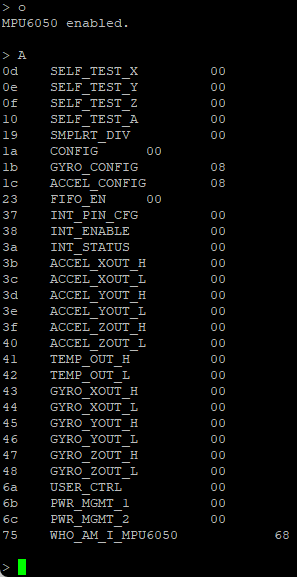 > o
MPU6050 enabled.
> A
0d SELF_TEST_X 00
0e SELF_TEST_Y 00
0f SELF_TEST_Z 00
10 SELF_TEST_A 00
19 SMPLRT_DIV 00
1a CONFIG 00
1b GYRO_CONFIG 08
1c ACCEL_CONFIG 08
23 FIFO_EN 00
37 INT_PIN_CFG 00
38 INT_ENABLE 00
3a INT_STATUS 00
3b ACCEL_XOUT_H 00
3c ACCEL_XOUT_L 00
3d ACCEL_YOUT_H 00
3e ACCEL_YOUT_L 00
3f ACCEL_ZOUT_H 00
40 ACCEL_ZOUT_L 00
41 TEMP_OUT_H 00
42 TEMP_OUT_L 00
43 GYRO_XOUT_H 00
44 GYRO_XOUT_L 00
45 GYRO_YOUT_H 00
46 GYRO_YOUT_L 00
47 GYRO_ZOUT_H 00
48 GYRO_ZOUT_L 00
6a USER_CTRL 00
6b PWR_MGMT_1 00
6c PWR_MGMT_2 00
75 WHO_AM_I_MPU6050 68
>